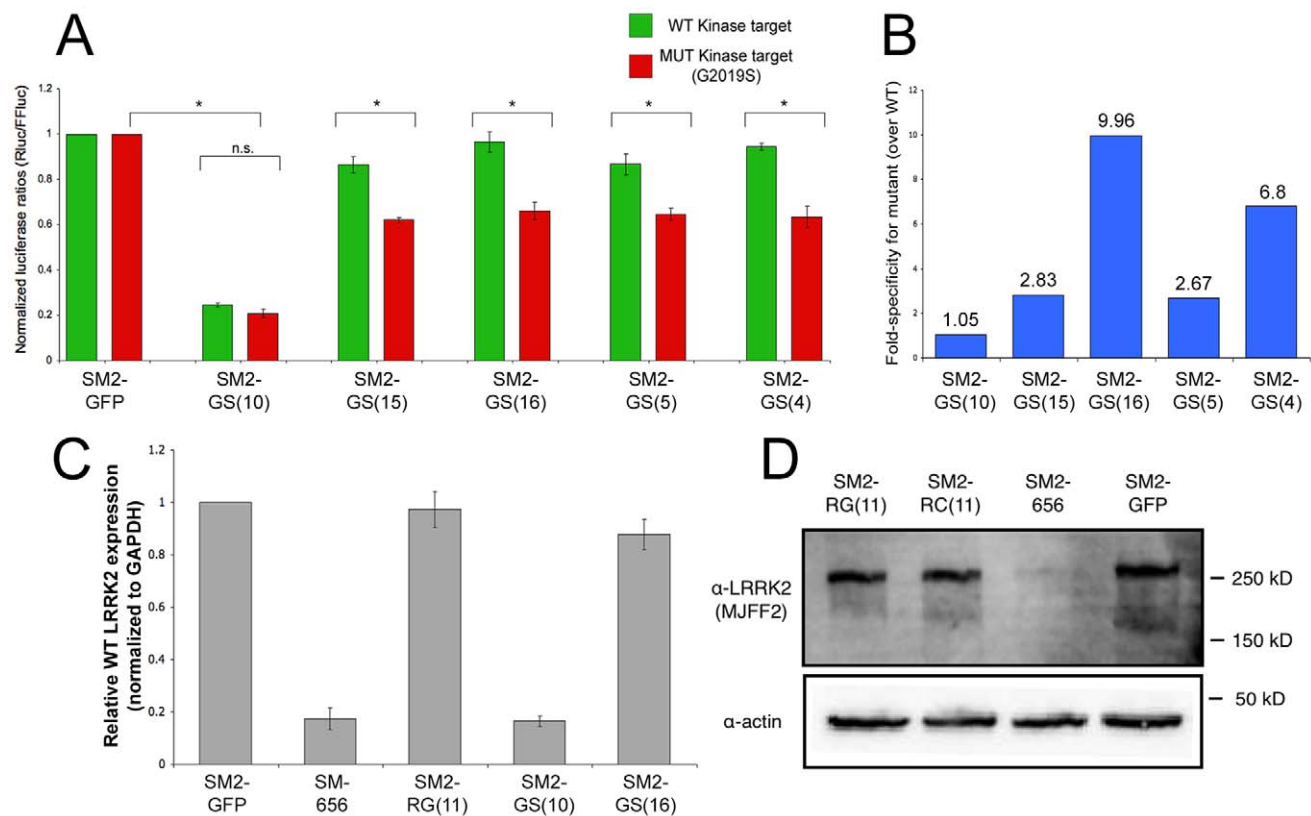 A
WT Kinase target
MUT Kinase target
(G2019S)
Normalized luciferase ratios (Rluc/FFluc)
1.2
1
0.8
0.6
0.4
0.2
0
*
n.s.
*
*
*
*
SM2-
GFP
SM2-
GS(10)
SM2-
GS(15)
SM2-
GS(16)
SM2-
GS(5)
SM2-
GS(4)
B
Fold-specificity for mutant (over WT)
12
10
8
6
4
2
0
1.05
2.83
9.96
2.67
6.8
SM2-
GS(10)
SM2-
GS(15)
SM2-
GS(16)
SM2-
GS(5)
SM2-
GS(4)
C
Relative WT LRRK2 expression
(normalized to GAPDH)
1.2
1
0.8
0.6
0.4
0.2
0
SM2-
GFP
SM-
656
SM2-
RG(11)
SM2-
GS(10)
SM2-
GS(16)
D
SM2-
RG(11)
SM2-
RC(11)
SM2-
656
SM2-
GFP
α-LRRK2
(MJFF2)
250 kD
150 kD
50 kD
α-actin